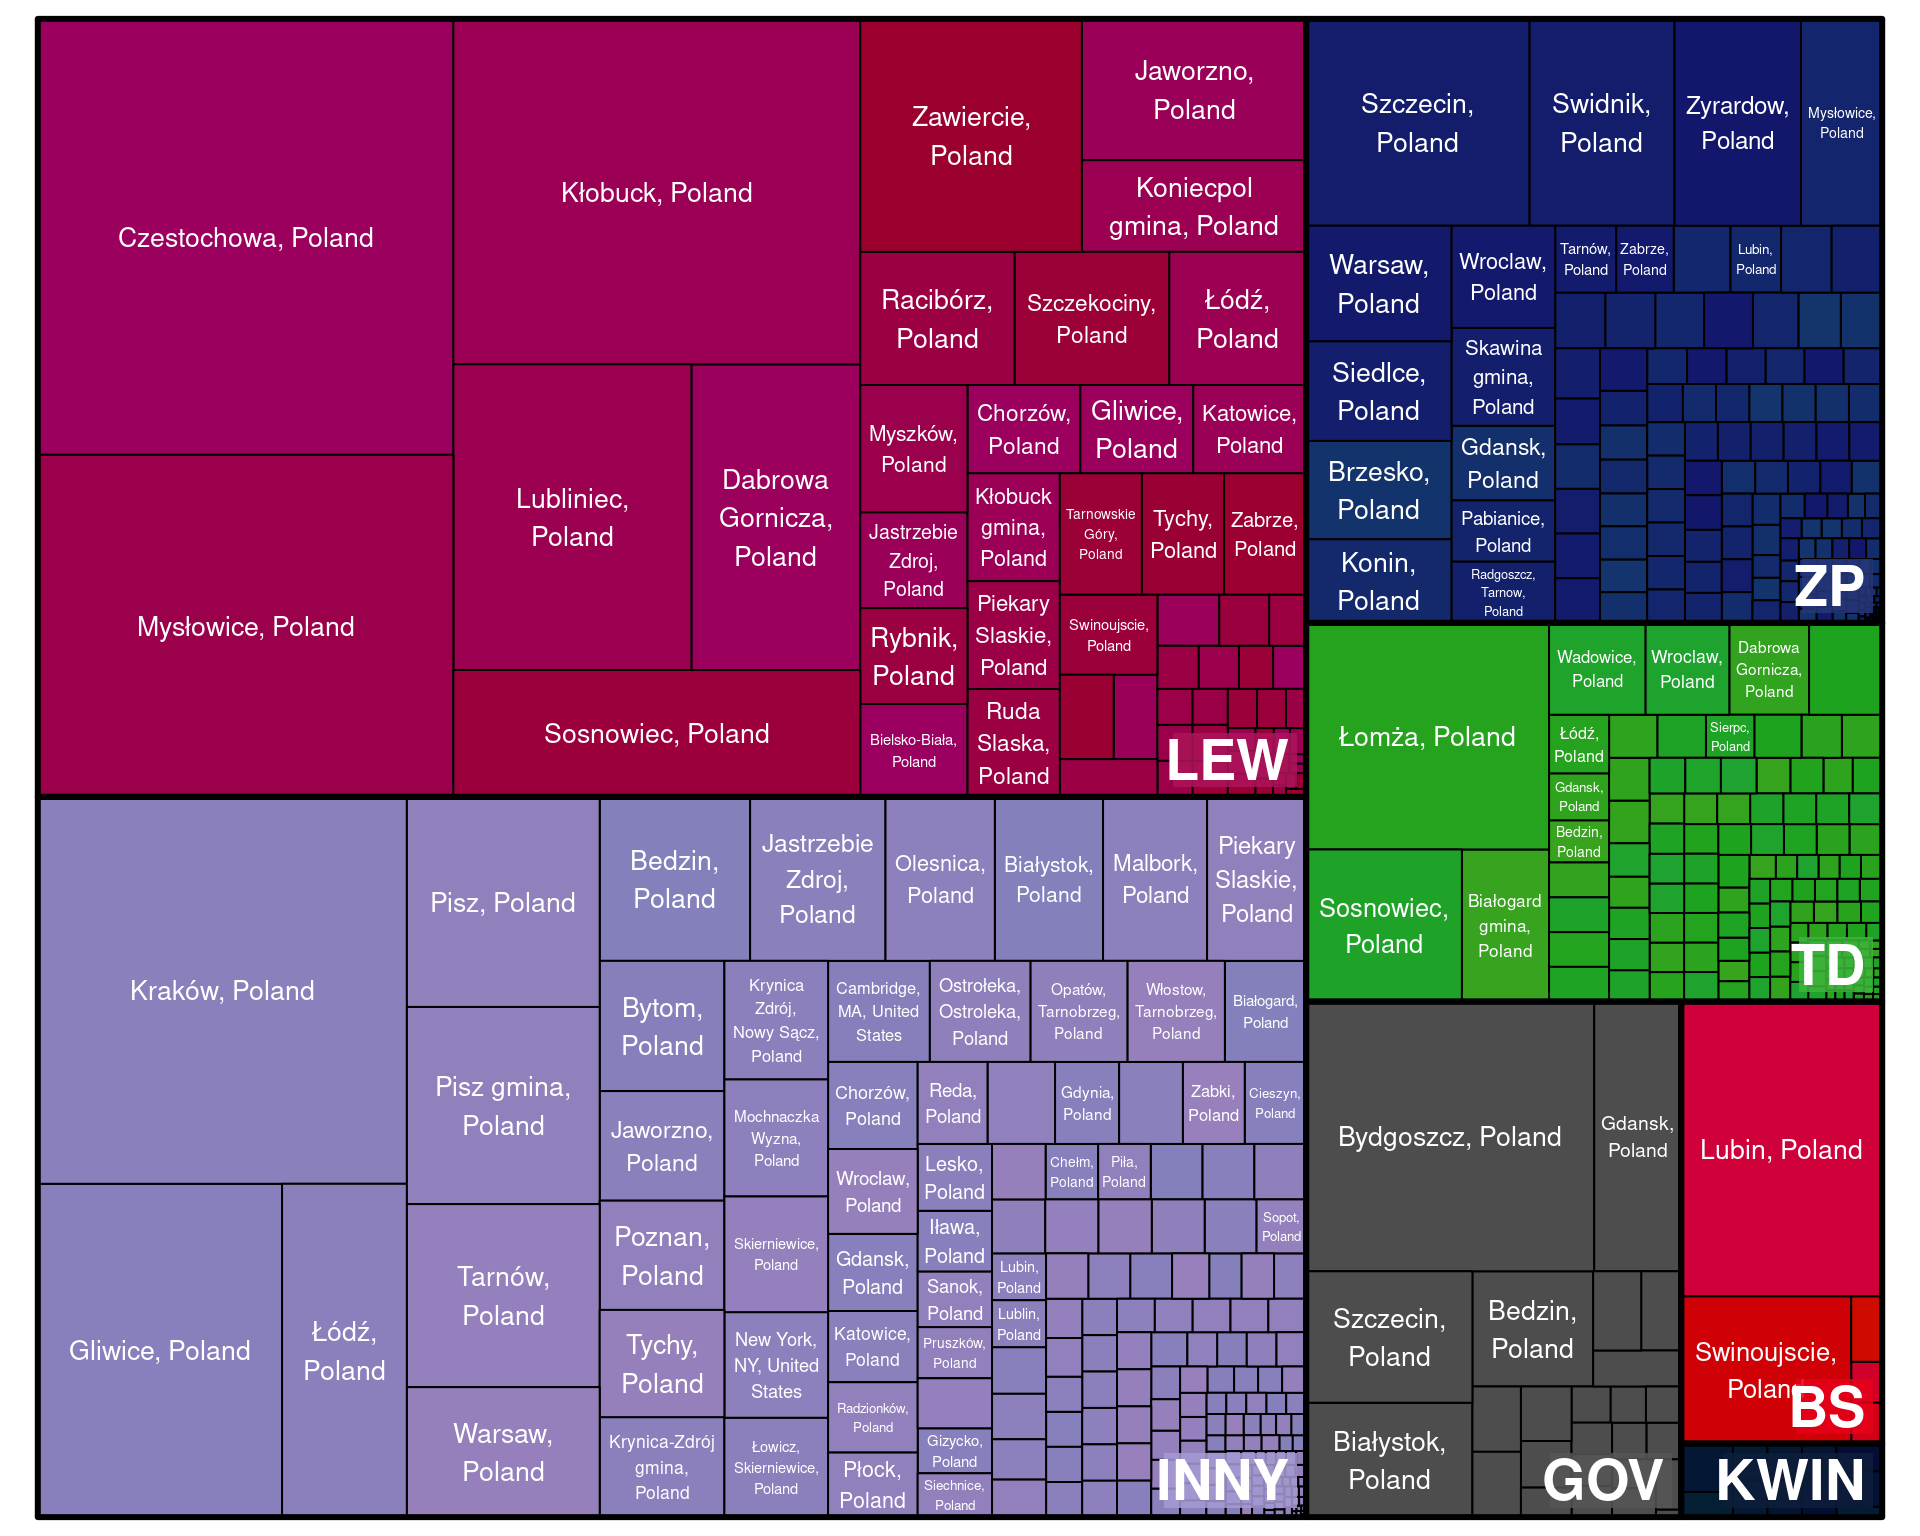 Czestochowa, Poland
Mysłowice, Poland
Kłobuck, Poland
Lubliniec,
Poland
Dabrowa
Gornicza,
Poland
Sosnowiec, Poland
Zawiercie,
Poland
Jaworzno,
Poland
Koniecpol
gmina, Poland
Racibórz,
Poland
Szczekociny,
Poland
Łódź,
Poland
Myszków,
Poland
Jastrzebie
Zdroj,
Poland
Rybnik,
Poland
Bielsko-Biała,
Poland
Chorzów,
Poland
Gliwice,
Poland
Katowice,
Poland
Kłobuck
gmina,
Poland
Piekary
Slaskie,
Poland
Ruda
Slaska,
Poland
Tarnowskie
Góry,
Poland
Tychy,
Poland
Zabrze,
Poland
Swinoujscie,
Poland
LEW
Szczecin,
Poland
Swidnik,
Poland
Zyrardow,
Poland
Mysłowice,
Poland
Warsaw,
Poland
Siedlce,
Poland
Brzesko,
Poland
Konin,
Poland
Wroclaw,
Poland
Skawina
gmina,
Poland
Gdansk,
Poland
Pabianice,
Poland
Radgoszcz,
Tarnow,
Poland
Tarnów,
Poland
Zabrze,
Poland
Lubin,
Poland
ZP
Łomża, Poland
Sosnowiec,
Poland
Białogard
gmina,
Poland
Wadowice,
Poland
Wroclaw,
Poland
Dabrowa
Gornicza,
Poland
Łódź,
Poland
Gdansk,
Poland
Bedzin,
Poland
Sierpc,
Poland
TD
Kraków, Poland
Gliwice, Poland
Łódź,
Poland
Pisz, Poland
Pisz gmina,
Poland
Tarnów,
Poland
Warsaw,
Poland
Bedzin,
Poland
Jastrzebie
Zdroj,
Poland
Olesnica,
Poland
Białystok,
Poland
Malbork,
Poland
Piekary
Slaskie,
Poland
Bytom,
Poland
Jaworzno,
Poland
Poznan,
Poland
Tychy,
Poland
Krynica-Zdrój
gmina,
Poland
Krynica
Zdrój,
Nowy Sącz,
Poland
Mochnaczka
Wyzna,
Poland
Skierniewice,
Poland
New York,
NY, United
States
Łowicz,
Skierniewice,
Poland
Cambridge,
MA, United
States
Ostrołeka,
Ostroleka,
Poland
Opatów,
Tarnobrzeg,
Poland
Włostow,
Tarnobrzeg,
Poland
Białogard,
Poland
Chorzów,
Poland
Wroclaw,
Poland
Gdansk,
Poland
Katowice,
Poland
Radzionków,
Poland
Płock,
Poland
Reda,
Poland
Gdynia,
Poland
Zabki,
Poland
Cieszyn,
Poland
Lesko,
Poland
Iława,
Poland
Sanok,
Poland
Pruszków,
Poland
Gizycko,
Poland
Siechnice,
Poland
Chełm,
Poland
Piła,
Poland
Sopot,
Poland
Lubin,
Poland
Lublin,
Poland
INNY
Bydgoszcz, Poland
Gdansk,
Poland
Szczecin,
Poland
Bedzin,
Poland
Białystok,
Poland
GOV
Lubin, Poland
Swinoujscie,
Poland
BS
KWIN